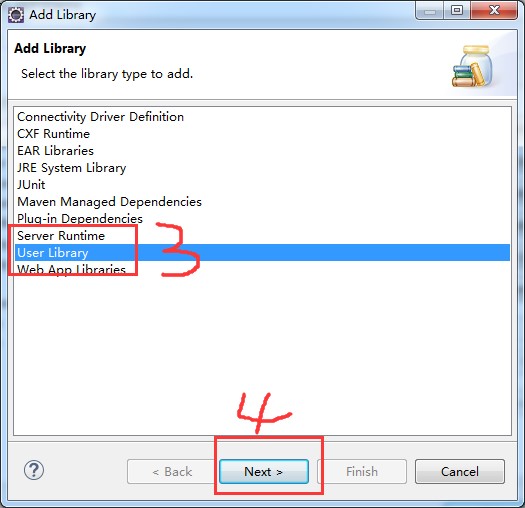 Add Library
Add Library
Select the library type to add.
Connectivity Driver Definition
CXF Runtime
EAR Libraries
JRE System Library
JUnit
Maven Managed Dependencies
Plug-in Dependencies
Server Runtime
User Library
Web App Libraries
3
4
?
< Back
Next >
Finish
Cancel